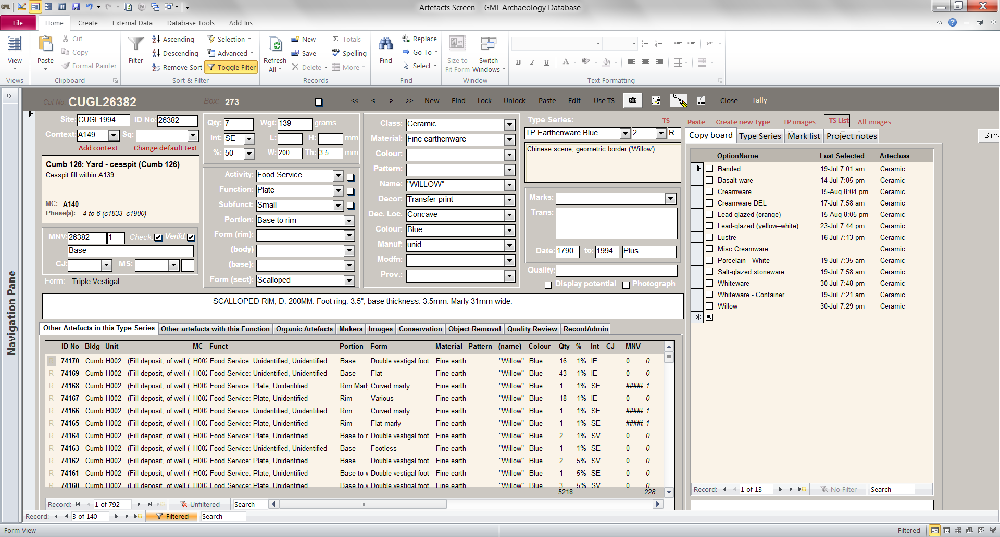 GML
Artefacts Screen - GML Archaeology Database
File Home Create External Data Database Tools Add-Ins
View
Views
Paste
Cut
Copy
Format Painter
Clipboard
Filter
Ascending
Descending
Remove Sort
Selection
Advanced
Toggle Filter
Sort & Filter
Refresh All
New
Save
Delete
Totals
Spelling
More
Records
Find
Replace
Go To
Select
Find
Size to Fit Form
Switch Windows
Window
B I U
Text Formatting
Cat No: CUGL26382 Box: 273 << < > >> New Find Lock Unlock Paste Edit Use TS Close Tally
Navigation Pane
Site: CUGL1994 ID No: 26382
Context: A149 Sq:
Add context Change default text
Cumb 126: Yard - cesspit (Cumb 126)
Cesspit fill within A139
MC: A140
Phase(s): 4 to 6 (c1833–c1900)
MNV: 26382 1 Check: Verifd:
Base
CJ: MS:
Form: Triple Vestigal
Qty: 7 Wgt: 139 grams
Int: SE L: H: mm
%: 50 W: 200 Th: 3.5 mm
Activity: Food Service
Function: Plate
Subfunct: Small
Portion: Base to rim
Form (rim):
(body)
(base):
Form (sect): Scalloped
Class: Ceramic
Material: Fine earthenware
Colour:
Pattern:
Name: "WILLOW"
Decor: Transfer-print
Dec. Loc. Concave
Colour: Blue
Manuf: unid
Modfn:
Prov.:
Type Series: TS
TP Earthenware Blue 2 R
Chinese scene, geometric border ('Willow')
Marks:
Trans:
Date: 1790 to: 1994 Plus
Quality:
Display potential Photograph
SCALLOPED RIM, D: 200MM. Foot ring: 3.5", base thickness: 3.5mm. Marly 31mm wide.
Paste Create new Type TP images TS List All images
Copy board Type Series Mark list Project notes
TS im
OptionName Last Selected Arteclass
Banded 19-Jul 7:01 am Ceramic
Basalt ware 14-Jul 7:05 pm Ceramic
Creamware 15-Aug 8:04 pm Ceramic
Creamware DEL 17-Jul 7:58 am Ceramic
Lead-glazed (orange) 15-Aug 8:05 pm Ceramic
Lead-glazed (yellow–white) 23-Jul 7:44 pm Ceramic
Lustre 16-Jul 7:13 pm Ceramic
Misc Creamware Ceramic
Porcelain - White 19-Jul 7:35 am Ceramic
Salt-glazed stoneware 19-Jul 7:58 am Ceramic
Whiteware 30-Jul 7:48 pm Ceramic
Whiteware - Container 19-Jul 7:21 am Ceramic
Willow 30-Jul 7:29 pm Ceramic
Record: 1 of 13 No Filter Search
Other Artefacts in this Type Series Other artefacts with this Function Organic Artefacts Makers Images Conservation Object Removal Quality Review RecordAdmin
ID No Bldg Unit MC Funct Portion Form Material Pattern (name) Colour Qty % Int CJ MNV
R 74170 Cumb H002 (Fill deposit, of well ( H002 Food Service: Unidentified, Unidentified Base Double vestigal foot Fine earth "Willow" Blue 16 1% IE 0 0
R 74169 Cumb H002 (Fill deposit, of well ( H002 Food Service: Unidentified, Unidentified Base Flat Fine earth "Willow" Blue 43 1% IE 0 0
R 74168 Cumb H002 (Fill deposit, of well ( H002 Food Service: Plate, Unidentified Rim Marl Curved marly Fine earth "Willow" Blue 1 1% SE ##### 1
R 74167 Cumb H002 (Fill deposit, of well ( H002 Food Service: Plate, Unidentified Rim Various Fine earth "Willow" Blue 18 1% IE 0 0
R 74166 Cumb H002 (Fill deposit, of well ( H002 Food Service: Unidentified, Unidentified Rim Curved marly Fine earth "Willow" Blue 1 1% SE ##### 1
R 74165 Cumb H002 (Fill deposit, of well ( H002 Food Service: Plate, Unidentified Rim Flat marly Fine earth "Willow" Blue 1 1% SE ##### 1
R 74164 Cumb H002 (Fill deposit, of well ( H002 Food Service: Plate, Unidentified Base to r Double vestigal foot Fine earth "Willow" Blue 2 1% SV 0 0
R 74163 Cumb H002 (Fill deposit, of well ( H002 Food Service: Unidentified, Unidentified Base Footless Fine earth "Willow" Blue 1 1% SE 0 0
R 74162 Cumb H002 (Fill deposit, of well ( H002 Food Service: Plate, Unidentified Base Double vestigal foot Fine earth "Willow" Blue 2 5% SV 0 0
R 74161 Cumb H002 (Fill deposit, of well ( H002 Food Service: Plate, Unidentified Base to v Double vestigal foot Fine earth "Willow" Blue 1 5% SE 0 0
R 74160 Cumb H002 (Fill deposit, of well ( H002 Food Service: Plate, Unidentified Base to v Double vestigal foot Fine earth "Willow" Blue 3 5% SV 0 0
5218 228
Record: 1 of 792 Unfiltered Search
Record: 3 of 140 Filtered Search
Form View Filtered